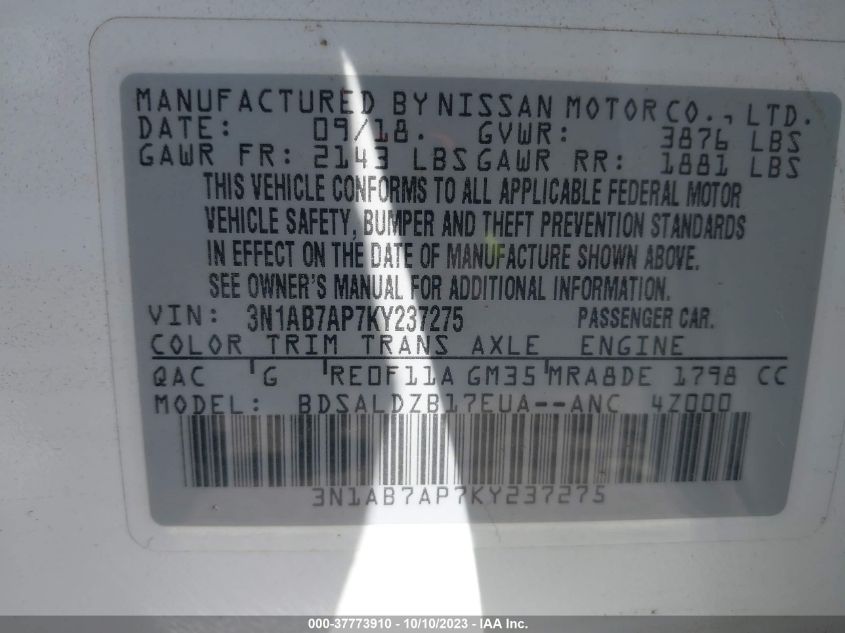 MANUFACTURED BY NISSAN MOTOR CO., LTD.
DATE: 09/18. GVWR: 3876 LBS
GAWR FR: 2143 LBS GAWR RR: 1881 LBS
THIS VEHICLE CONFORMS TO ALL APPLICABLE FEDERAL MOTOR
VEHICLE SAFETY, BUMPER AND THEFT PREVENTION STANDARDS
IN EFFECT ON THE DATE OF MANUFACTURE SHOWN ABOVE.
SEE OWNER'S MANUAL FOR ADDITIONAL INFORMATION.
VIN: 3N1AB7AP7KY237275 PASSENGER CAR.
COLOR TRIM TRANS AXLE ENGINE
QAC 'G 'RE0F11A GM35'MRA8DE 1798 CC
MODEL: BDSALDZB17EUA--ANC 4Z000
3N1AB7AP7KY237275
000-37773910 - 10/10/2023 - IAA Inc.